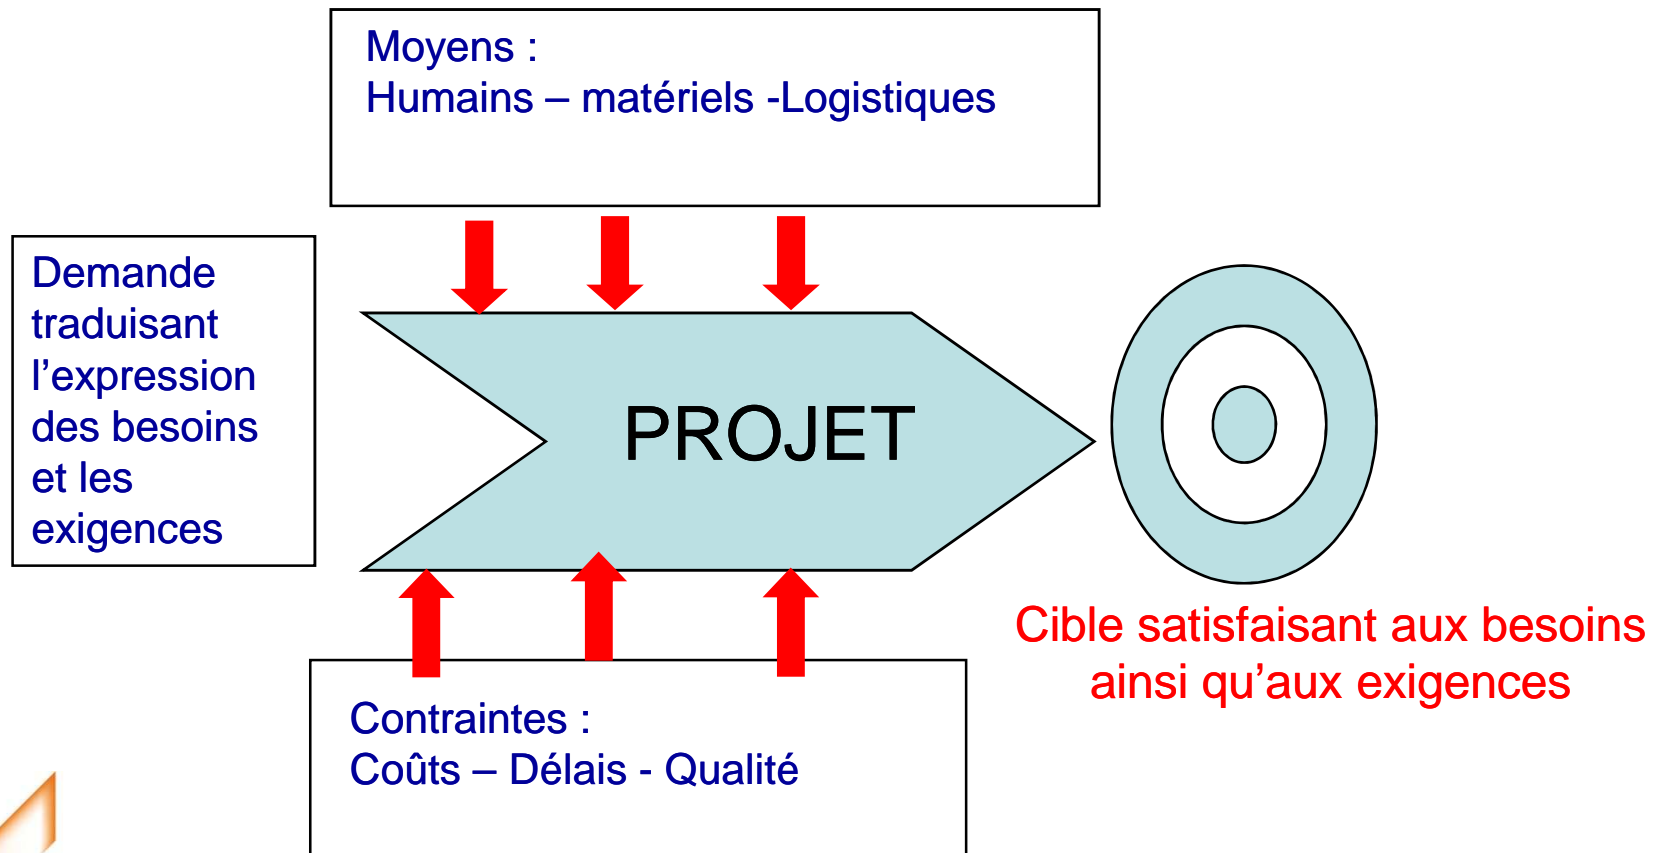 Moyens :
Humains – matériels -Logistiques
Demande
traduisant
l’expression
des besoins
et les
exigences
PROJET
Cible satisfaisant aux besoins
ainsi qu’aux exigences
Contraintes :
Coûts – Délais - Qualité